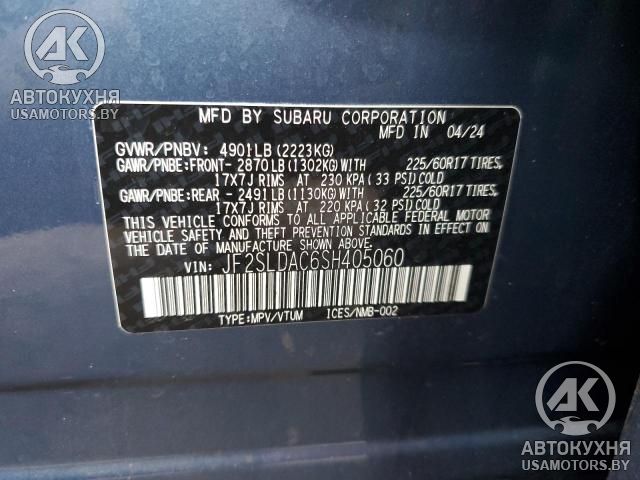 AK
АВТОКУХНЯ
USAMOTORS.BY
MFD BY SUBARU CORPORATION
MFD IN 04/24
GVWR/PNBV: 4901LB(2223KG)
GAWR/PNBE:FRONT-2870LB(1302KG)WITH 225/60R17TIRES,
17X7J RIMS AT 230 KPA(33 PSI)COLD
GAWR/PNBE:REAR -2491LB(1130KG)WITH 225/60R17TIRES,
17X7J RIMS AT 220 KPA(32 PSI)COLD
THIS VEHICLE CONFORMS TO ALL APPLICABLE FEDERAL MOTOR
VEHICLE SAFETY AND THEFT PREVENTION STANDARDS IN EFFECT
ON THE DATE OF MANUFACTURE SHOWN ABOVE.
VIN: JF2SLDAC6SH405060
TYPE:MPV/VTUM ICES/NMB-002
AK
АВТОКУХНЯ
USAMOTORS.BY